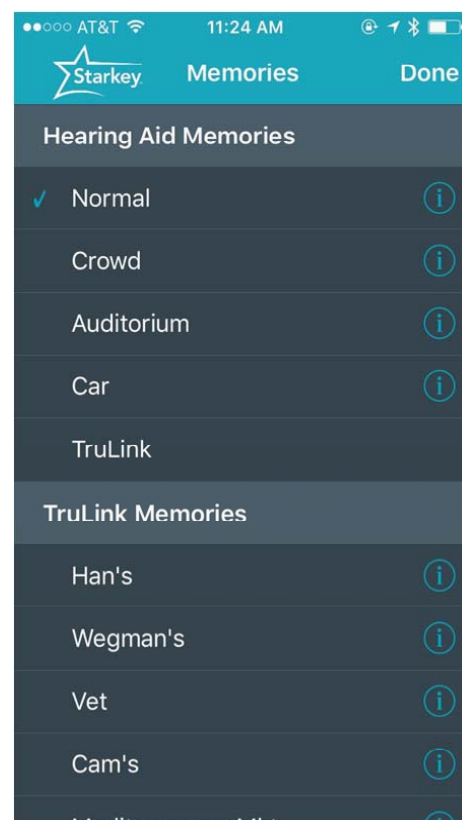 AT&T 11:24 AM
Starkey Memories Done
Hearing Aid Memories
Normal
Crowd
Auditorium
Car
TruLink
TruLink Memories
Han's
Wegman's
Vet
Cam's